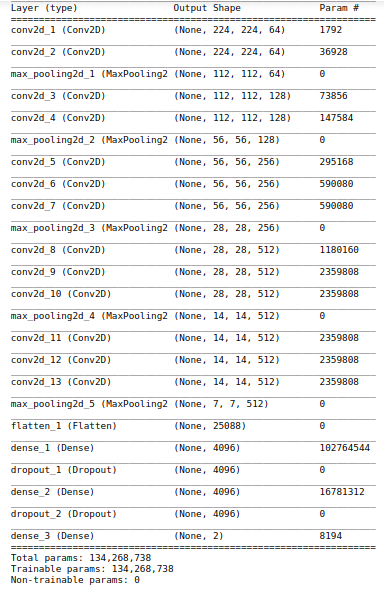 Layer (type) Output Shape Param #
=================================================================
conv2d_1 (Conv2D) (None, 224, 224, 64) 1792
conv2d_2 (Conv2D) (None, 224, 224, 64) 36928
max_pooling2d_1 (MaxPooling2 (None, 112, 112, 64) 0
conv2d_3 (Conv2D) (None, 112, 112, 128) 73856
conv2d_4 (Conv2D) (None, 112, 112, 128) 147584
max_pooling2d_2 (MaxPooling2 (None, 56, 56, 128) 0
conv2d_5 (Conv2D) (None, 56, 56, 256) 295168
conv2d_6 (Conv2D) (None, 56, 56, 256) 590080
conv2d_7 (Conv2D) (None, 56, 56, 256) 590080
max_pooling2d_3 (MaxPooling2 (None, 28, 28, 256) 0
conv2d_8 (Conv2D) (None, 28, 28, 512) 1180160
conv2d_9 (Conv2D) (None, 28, 28, 512) 2359808
conv2d_10 (Conv2D) (None, 28, 28, 512) 2359808
max_pooling2d_4 (MaxPooling2 (None, 14, 14, 512) 0
conv2d_11 (Conv2D) (None, 14, 14, 512) 2359808
conv2d_12 (Conv2D) (None, 14, 14, 512) 2359808
conv2d_13 (Conv2D) (None, 14, 14, 512) 2359808
max_pooling2d_5 (MaxPooling2 (None, 7, 7, 512) 0
flatten_1 (Flatten) (None, 25088) 0
dense_1 (Dense) (None, 4096) 102764544
dropout_1 (Dropout) (None, 4096) 0
dense_2 (Dense) (None, 4096) 16781312
dropout_2 (Dropout) (None, 4096) 0
dense_3 (Dense) (None, 2) 8194
=================================================================
Total params: 134,268,738
Trainable params: 134,268,738
Non-trainable params: 0